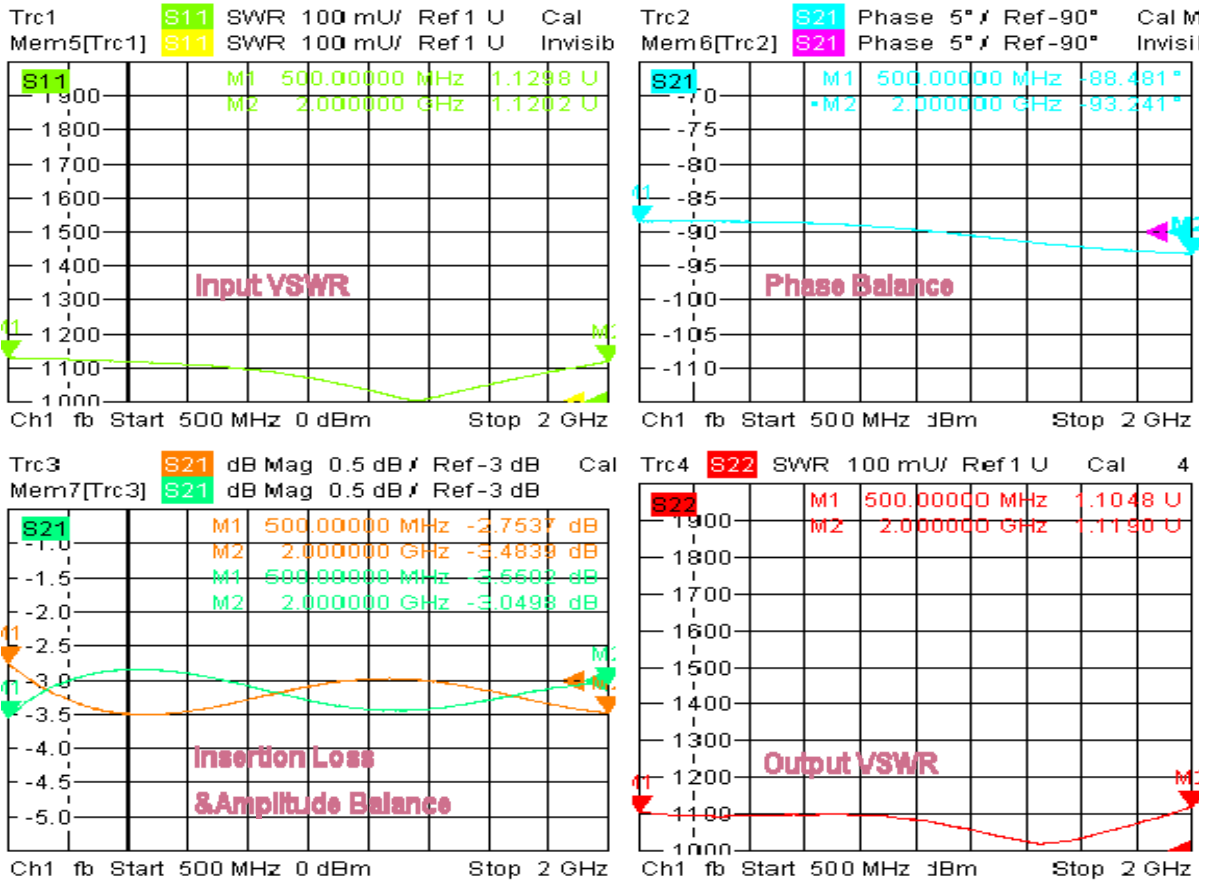 Trc1 S11 SWR 100 mU/ Ref 1 U Cal
Mem5[Trc1] S11 SWR 100 mU/ Ref 1 U Invisib
S11
M1 500.00000 MHz 1.1298 U
M2 2.000000 GHz 1.1202 U
1900
1800
1700
1600
1500
1400
1300
1200
1100
1000
Input VSWR
M1
Ch1 fb Start 500 MHz 0 dBm Stop 2 GHz
Trc2 S21 Phase 5° / Ref -90° Cal M
Mem6[Trc2] S21 Phase 5° / Ref -90° Invisi
S21
M1 500.00000 MHz -88.481°
•M2 2.000000 GHz -93.241°
-70
-75
-80
-85
-90
-95
-100
-105
-110
Phase Balance
Ch1 fb Start 500 MHz dBm Stop 2 GHz
Trc3 S21 dB Mag 0.5 dB / Ref -3 dB Cal
Mem7[Trc3] S21 dB Mag 0.5 dB / Ref -3 dB
S21
M1 500.00000 MHz -2.7537 dB
M2 2.000000 GHz -3.4839 dB
M1 500.00000 MHz -3.5502 dB
M2 2.000000 GHz -3.0498 dB
-1.0
-1.5
-2.0
-2.5
-3.0
-3.5
-4.0
-4.5
-5.0
Insertion Loss
&Amplitude Balance
Ch1 fb Start 500 MHz 0 dBm Stop 2 GHz
Trc4 S22 SWR 100 mU/ Ref 1 U Cal 4
S22
M1 500.00000 MHz 1.1048 U
M2 2.000000 GHz 1.1190 U
1900
1800
1700
1600
1500
1400
1300
1200
1100
1000
Output VSWR
Ch1 fb Start 500 MHz dBm Stop 2 GHz